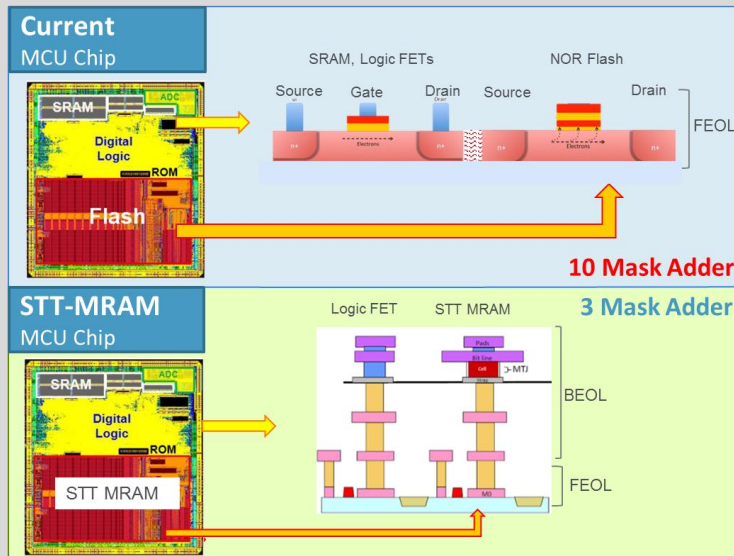 Current
MCU Chip
SRAM
ADC
Digital
Logic
ROM
Flash
SRAM, Logic FETs
NOR Flash
Source
Gate
Drain
Source
Drain
n+
Electrons
n+
Electrons
n+
FEOL
10 Mask Adder
STT-MRAM
MCU Chip
3 Mask Adder
SRAM
ADC
Digital
Logic
ROM
STT MRAM
Logic FET
STT MRAM
Pads
Bit line
Cell
MTJ
Strap
M0
BEOL
FEOL